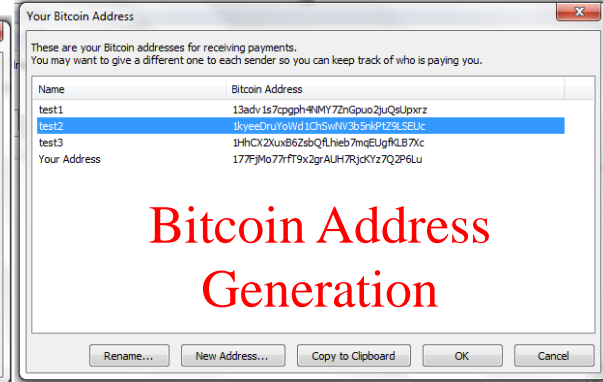 Your Bitcoin Address
These are your Bitcoin addresses for receiving payments.
You may want to give a different one to each sender so you can keep track of who is paying you.
Name Bitcoin Address
test1 13adv1s7cpgph4NMY7ZnGpuo2juQsUpxrz
test2 1kyeeDruYoWd1ChSwNV3b5nkPtZ9LSEUc
test3 1HhCX2XuxB6ZsbQfLhieb7mqEUgfKLB7Xc
Your Address 177FjMo77rfT9x2grAUH7RjcKYz7Q2P6Lu
Bitcoin Address
Generation
Rename... New Address... Copy to Clipboard OK Cancel